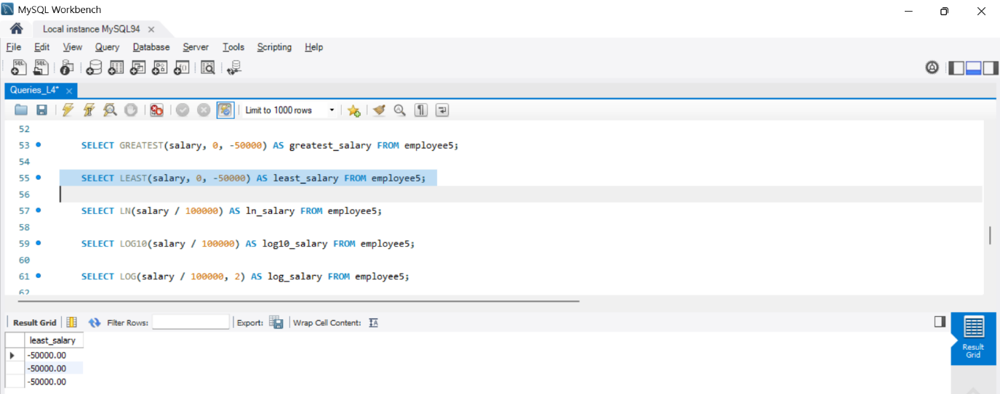 MySQL Workbench
Local instance MySQL94
File Edit View Query Database Server Tools Scripting Help
Queries_L4*
Limit to 1000 rows
52
53 SELECT GREATEST(salary, 0, -50000) AS greatest_salary FROM employee5;
54
55 SELECT LEAST(salary, 0, -50000) AS least_salary FROM employee5;
56
57 SELECT LN(salary / 100000) AS ln_salary FROM employee5;
58
59 SELECT LOG10(salary / 100000) AS log10_salary FROM employee5;
60
61 SELECT LOG(salary / 100000, 2) AS log_salary FROM employee5;
62
Result Grid Filter Rows: Export: Wrap Cell Content:
least_salary
-50000.00
-50000.00
-50000.00
Result
Grid